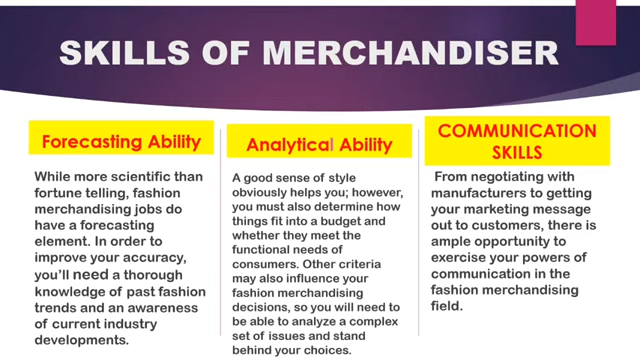 SKILLS OF MERCHANDISER
Forecasting Ability
While more scientific than
fortune telling, fashion
merchandising jobs do
have a forecasting
element. In order to
improve your accuracy,
you'll need a thorough
knowledge of past fashion
trends and an awareness
of current industry
developments.
Analytical Ability
A good sense of style
obviously helps you; however,
you must also determine how
things fit into a budget and
whether they meet the
functional needs of
consumers. Other criteria
may also influence your
fashion merchandising
decisions, so you will need to
be able to analyze a complex
set of issues and stand
behind your choices.
COMMUNICATION
SKILLS
From negotiating with
manufacturers to getting
your marketing message
out to customers, there is
ample opportunity to
exercise your powers of
communication in the
fashion merchandising
field.